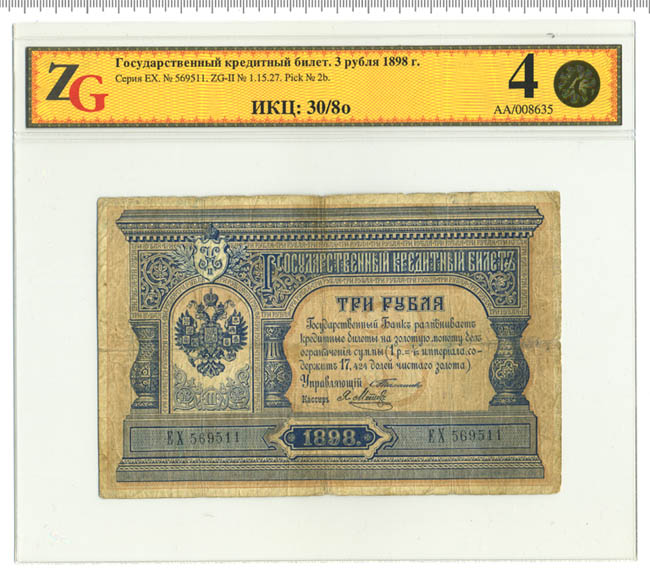 ZG
Государственный кредитный билет. 3 рубля 1898 г.
Серия ЕХ. № 569511. ZG-II № 1.15.27. Pick № 2b.
ИКЦ: 30/8о
4
АА/008635
Государственный Кредитный Билетъ
ТРИ РУБЛЯ
Государственный Банкъ размѣниваетъ
кредитные билеты на золотую монету безъ
ограниченія суммы (1 р.= 1/15 имперіала, со-
держитъ 17,424 долей чистаго золота)
Управляющій
Кассиръ
ЕХ 569511
1898.
ЕХ 569511